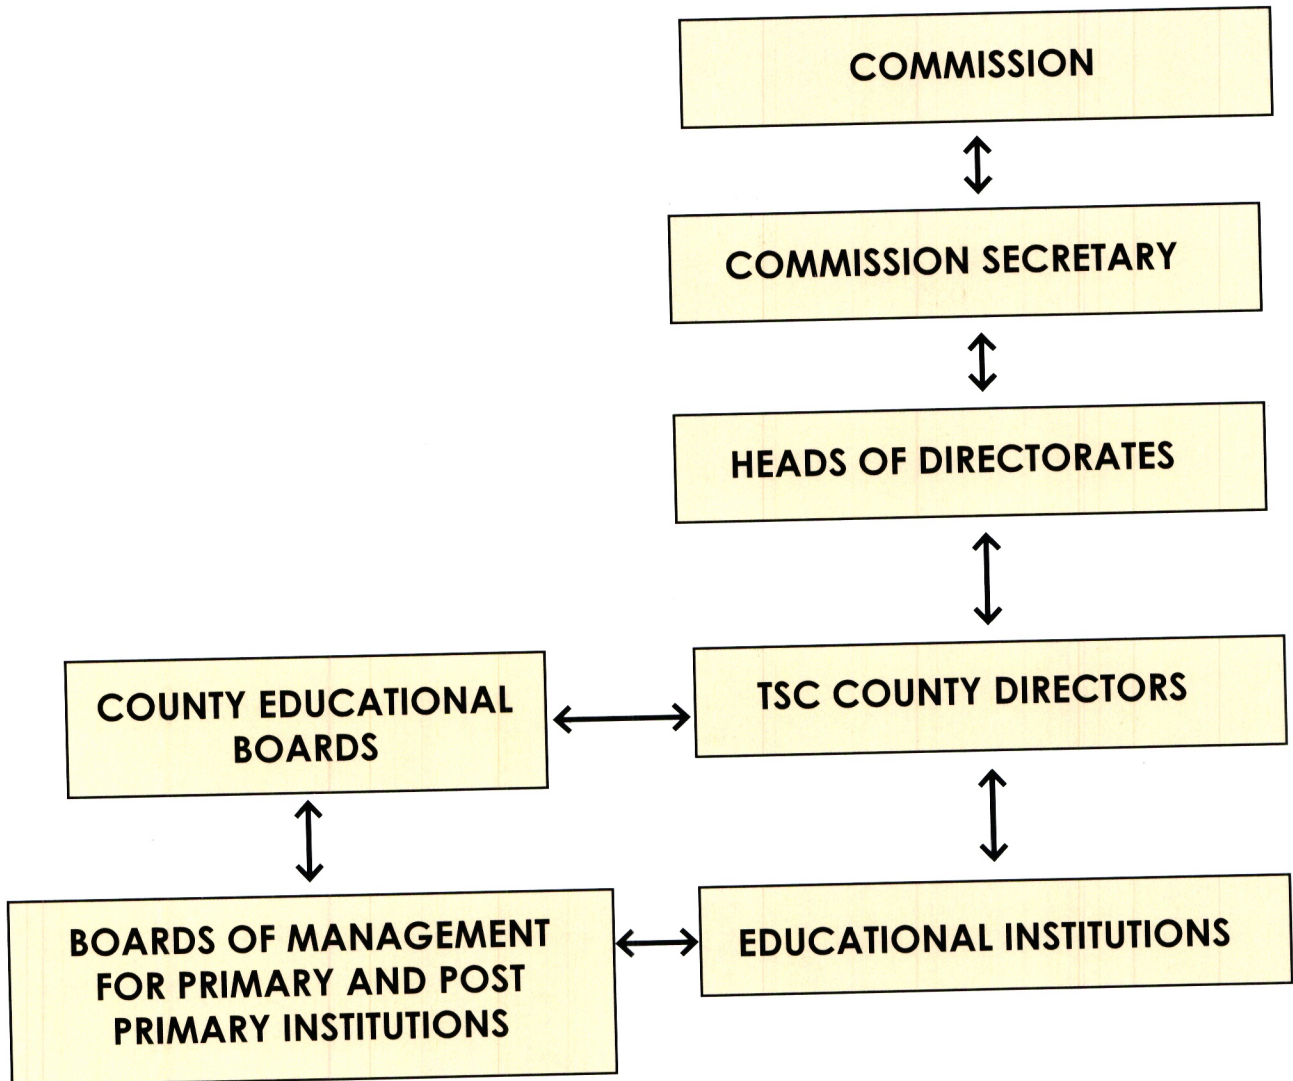 COMMISSION
COMMISSION SECRETARY
HEADS OF DIRECTORATES
TSC COUNTY DIRECTORS
COUNTY EDUCATIONAL
BOARDS
BOARDS OF MANAGEMENT
FOR PRIMARY AND POST
PRIMARY INSTITUTIONS
EDUCATIONAL INSTITUTIONS